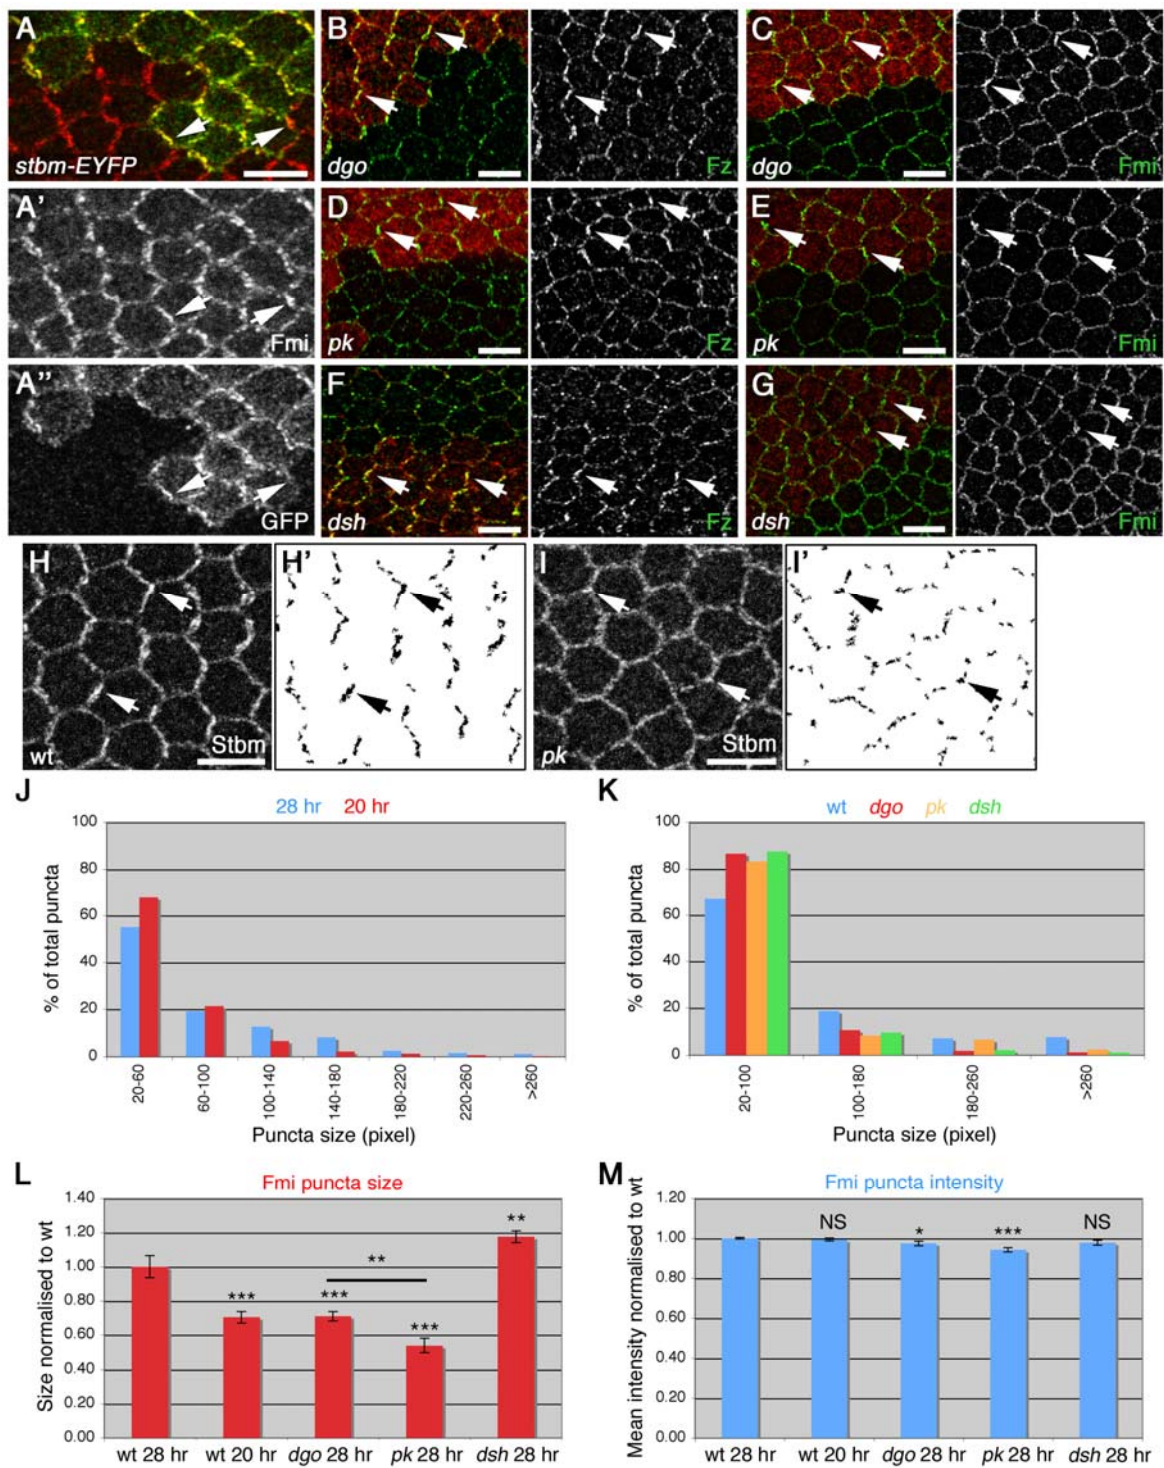 A
stbm-EYFP
B
dgo
Fz
C
dgo
Fmi
A'
Fmi
D
pk
Fz
E
pk
Fmi
A''
GFP
F
dsh
Fz
G
dsh
Fmi
H
wt
Stbm
H'
I
pk
Stbm
I'
J
28 hr 20 hr
% of total puncta
100
80
60
40
20
0
20-60
60-100
100-140
140-180
180-220
220-260
>260
Puncta size (pixel)
K
wt dgo pk dsh
% of total puncta
100
80
60
40
20
0
20-100
100-180
180-260
>260
Puncta size (pixel)
L
Fmi puncta size
Size normalised to wt
1.40
1.20
1.00
0.80
0.60
0.40
0.20
0.00
***
***
**
***
**
wt 28 hr wt 20 hr dgo 28 hr pk 28 hr dsh 28 hr
M
Fmi puncta intensity
Mean intensity normalised to wt
1.20
1.00
0.80
0.60
0.40
0.20
0.00
NS
*
***
NS
wt 28 hr wt 20 hr dgo 28 hr pk 28 hr dsh 28 hr